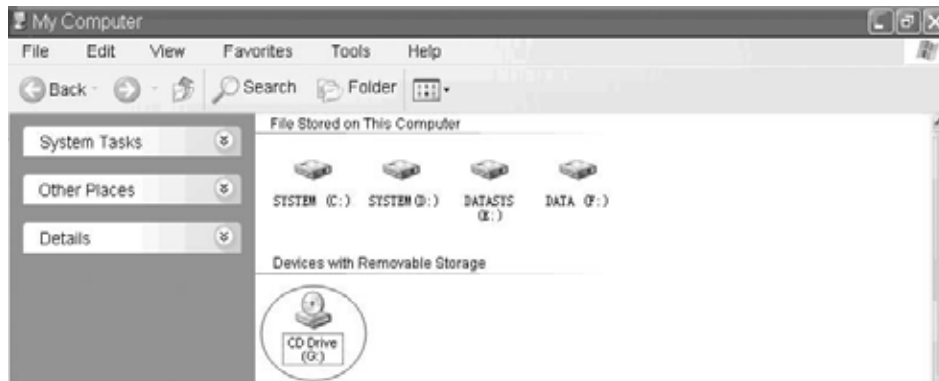 My Computer
File Edit View Favorites Tools Help
Back Search Folder
File Stored on This Computer
System Tasks
Other Places
Details
SYSTEM (C:) SYSTEM (D:) DATASYS (E:) DATA (F:)
Devices with Removable Storage
CD Drive
(G:)